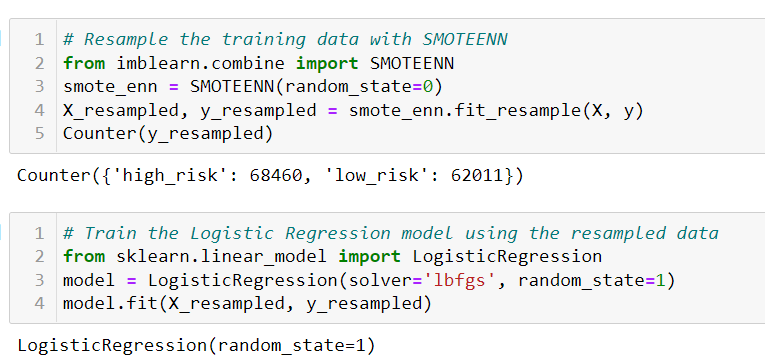 1 # Resample the training data with SMOTEENN
2 from imblearn.combine import SMOTEENN
3 smote_enn = SMOTEENN(random_state=0)
4 X_resampled, y_resampled = smote_enn.fit_resample(X, y)
5 Counter(y_resampled)
Counter({'high_risk': 68460, 'low_risk': 62011})
1 # Train the Logistic Regression model using the resampled data
2 from sklearn.linear_model import LogisticRegression
3 model = LogisticRegression(solver='lbfgs', random_state=1)
4 model.fit(X_resampled, y_resampled)
LogisticRegression(random_state=1)